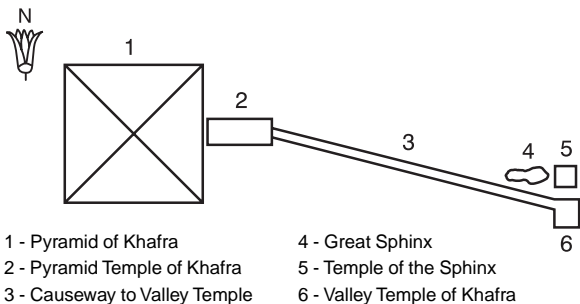 N
1
2
3
4 5
6
1 - Pyramid of Khafra
2 - Pyramid Temple of Khafra
3 - Causeway to Valley Temple
4 - Great Sphinx
5 - Temple of the Sphinx
6 - Valley Temple of Khafra